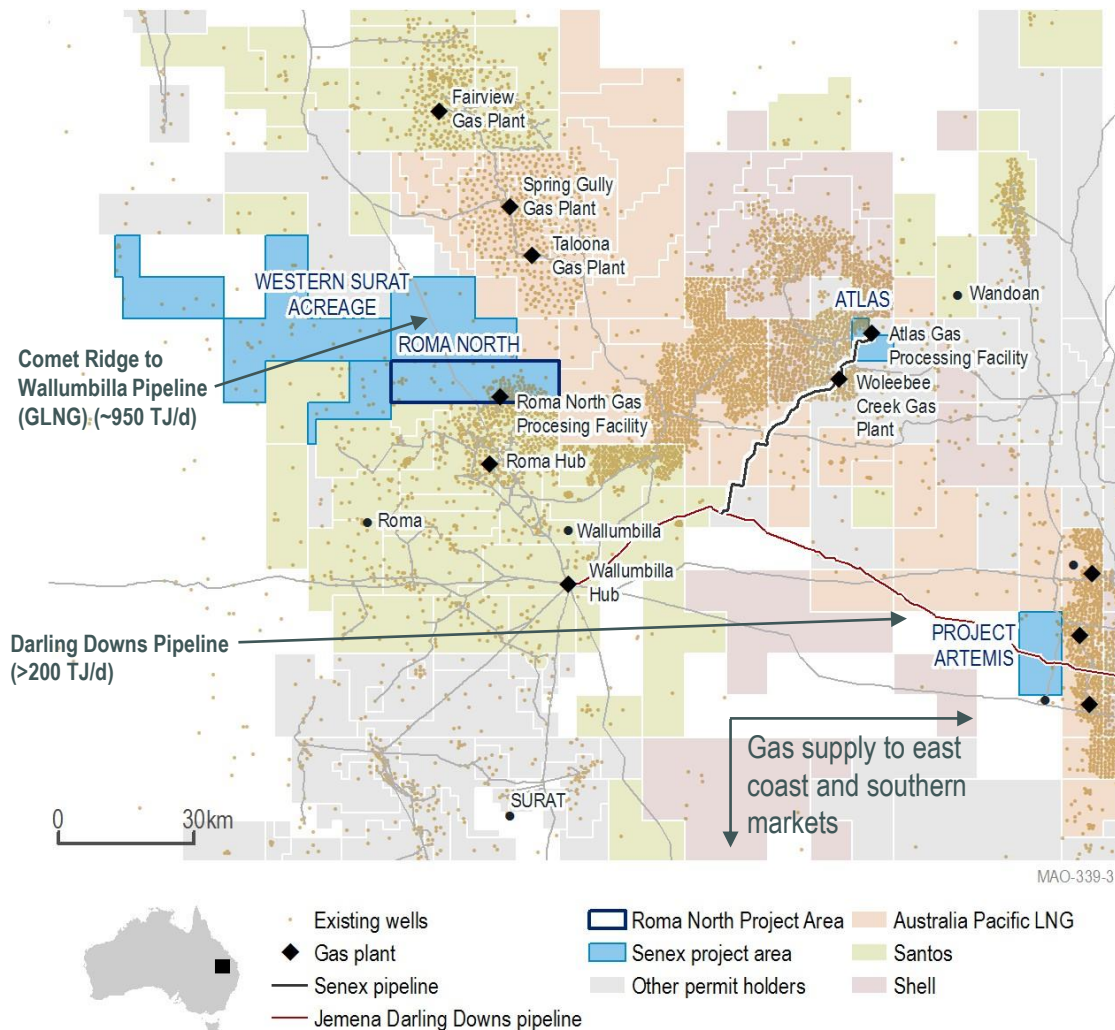 Fairview
Gas Plant
Spring Gully
Gas Plant
Taloona
Gas Plant
WESTERN SURAT
ACREAGE
ATLAS
Wandoan
Comet Ridge to
Wallumbilla Pipeline
(GLNG) (~950 TJ/d)
ROMA NORTH
Atlas Gas
Processing Facility
Woleebee
Creek Gas
Plant
Roma North Gas
Procesing Facility
Roma Hub
Roma
Wallumbilla
Wallumbilla
Hub
Darling Downs Pipeline
(>200 TJ/d)
PROJECT
ARTEMIS
Gas supply to east
coast and southern
markets
SURAT
0 30km
MAO-339-3
Existing wells
Gas plant
Senex pipeline
Jemena Darling Downs pipeline
Roma North Project Area
Senex project area
Other permit holders
Australia Pacific LNG
Santos
Shell